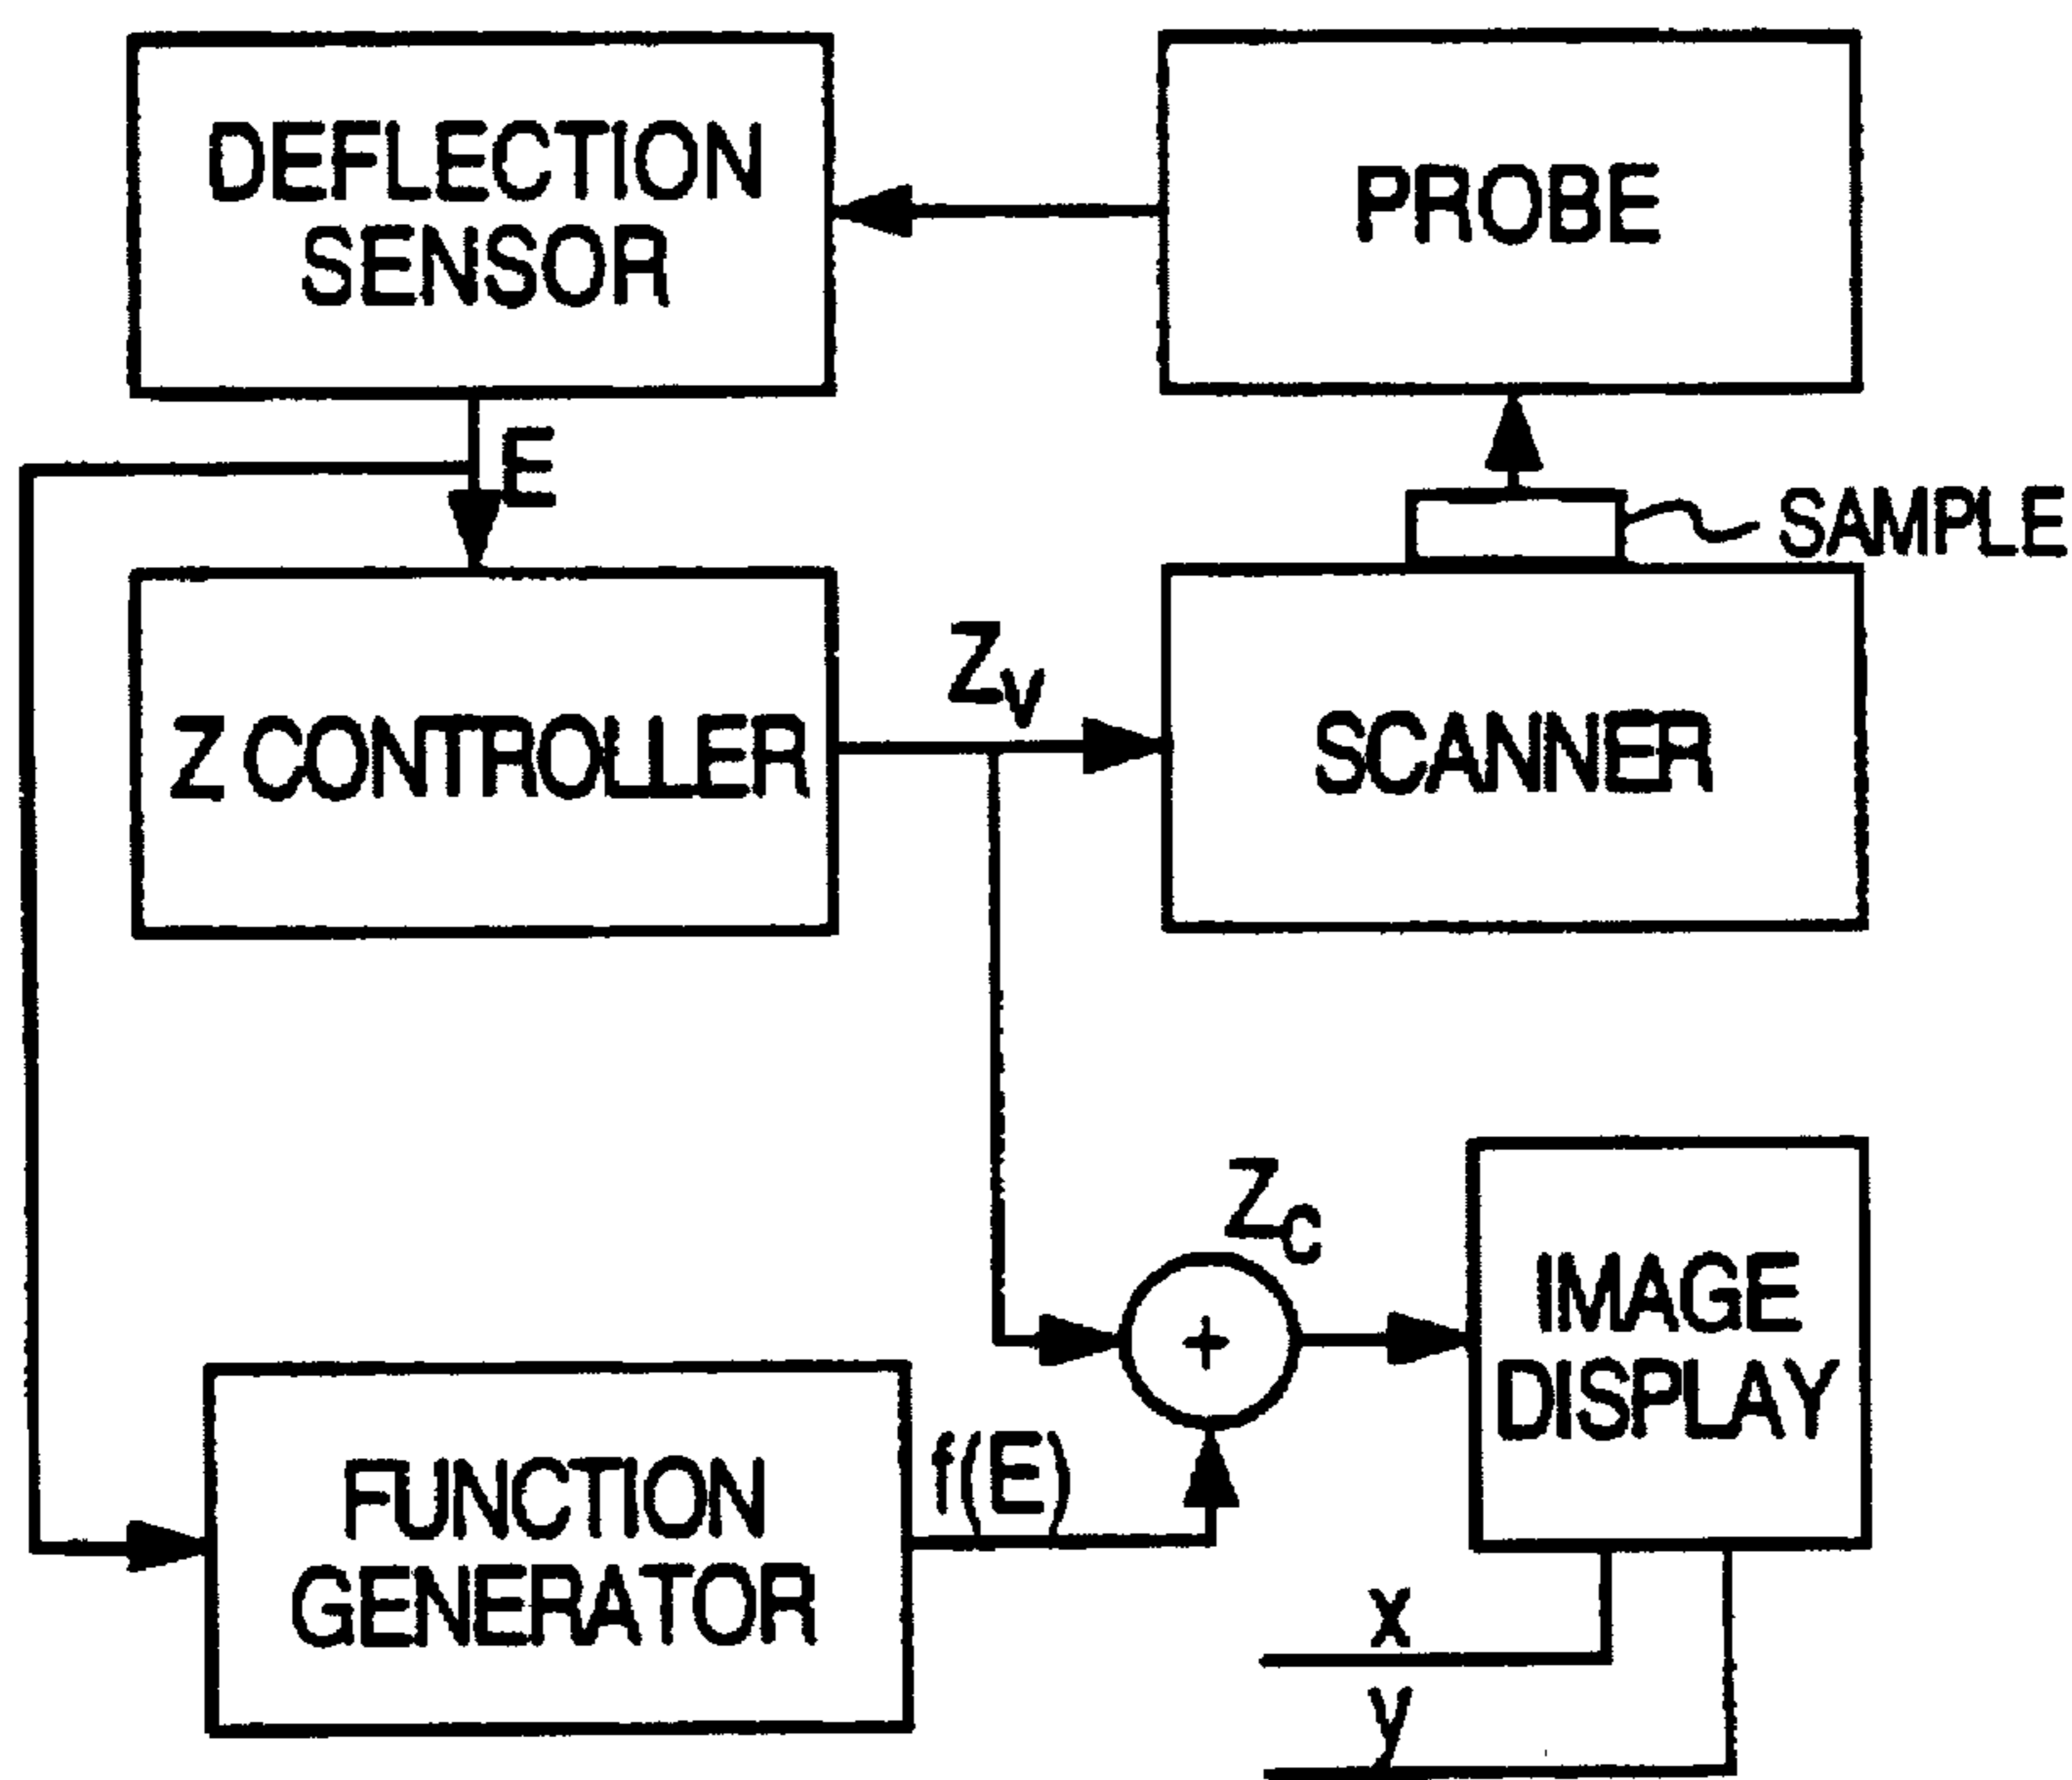 DEFLECTION
SENSOR
PROBE
E
SAMPLE
Z CONTROLLER
Zv
SCANNER
Zc
+
IMAGE
DISPLAY
FUNCTION
GENERATOR
f(E)
x
y